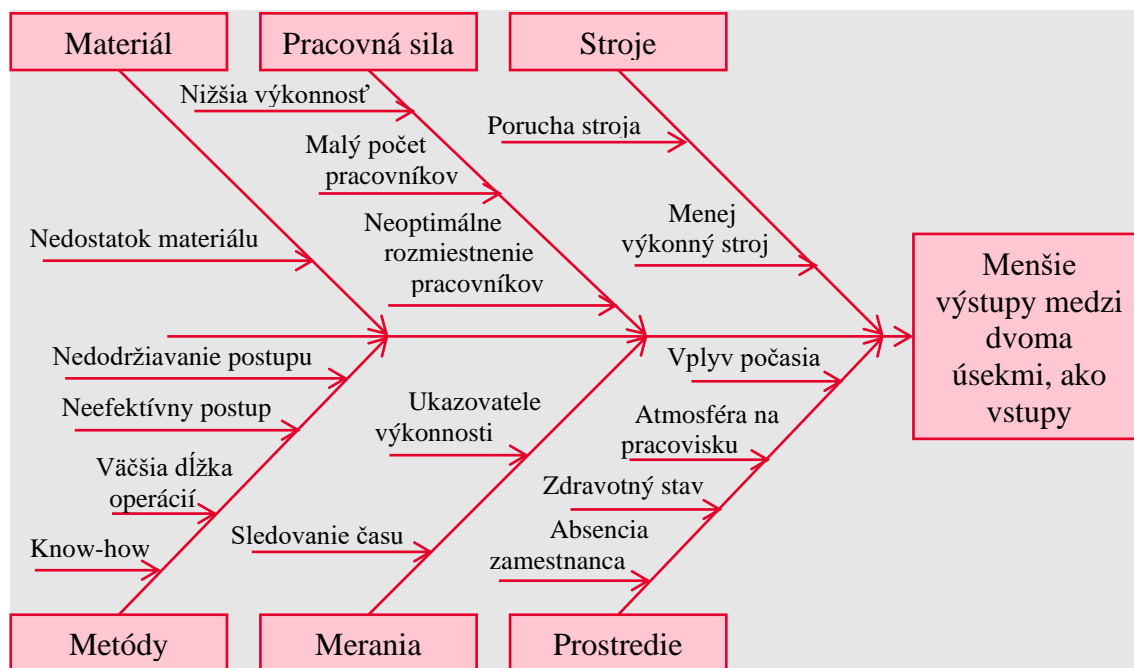 Materiál
Pracovná sila
Stroje
Nižšia výkonnosť
Porucha stroja
Malý počet
pracovníkov
Nedostatok materiálu
Neoptimálne
rozmiestnenie
pracovníkov
Menej
výkonný stroj
Menšie
výstupy medzi
dvoma
úsekmi, ako
vstupy
Nedodržiavanie postupu
Neefektívny postup
Väčšia dĺžka
operácií
Know-how
Ukazovatele
výkonnosti
Sledovanie času
Vplyv počasia
Atmosféra na
pracovisku
Zdravotný stav
Absencia
zamestnanca
Metódy
Merania
Prostredie